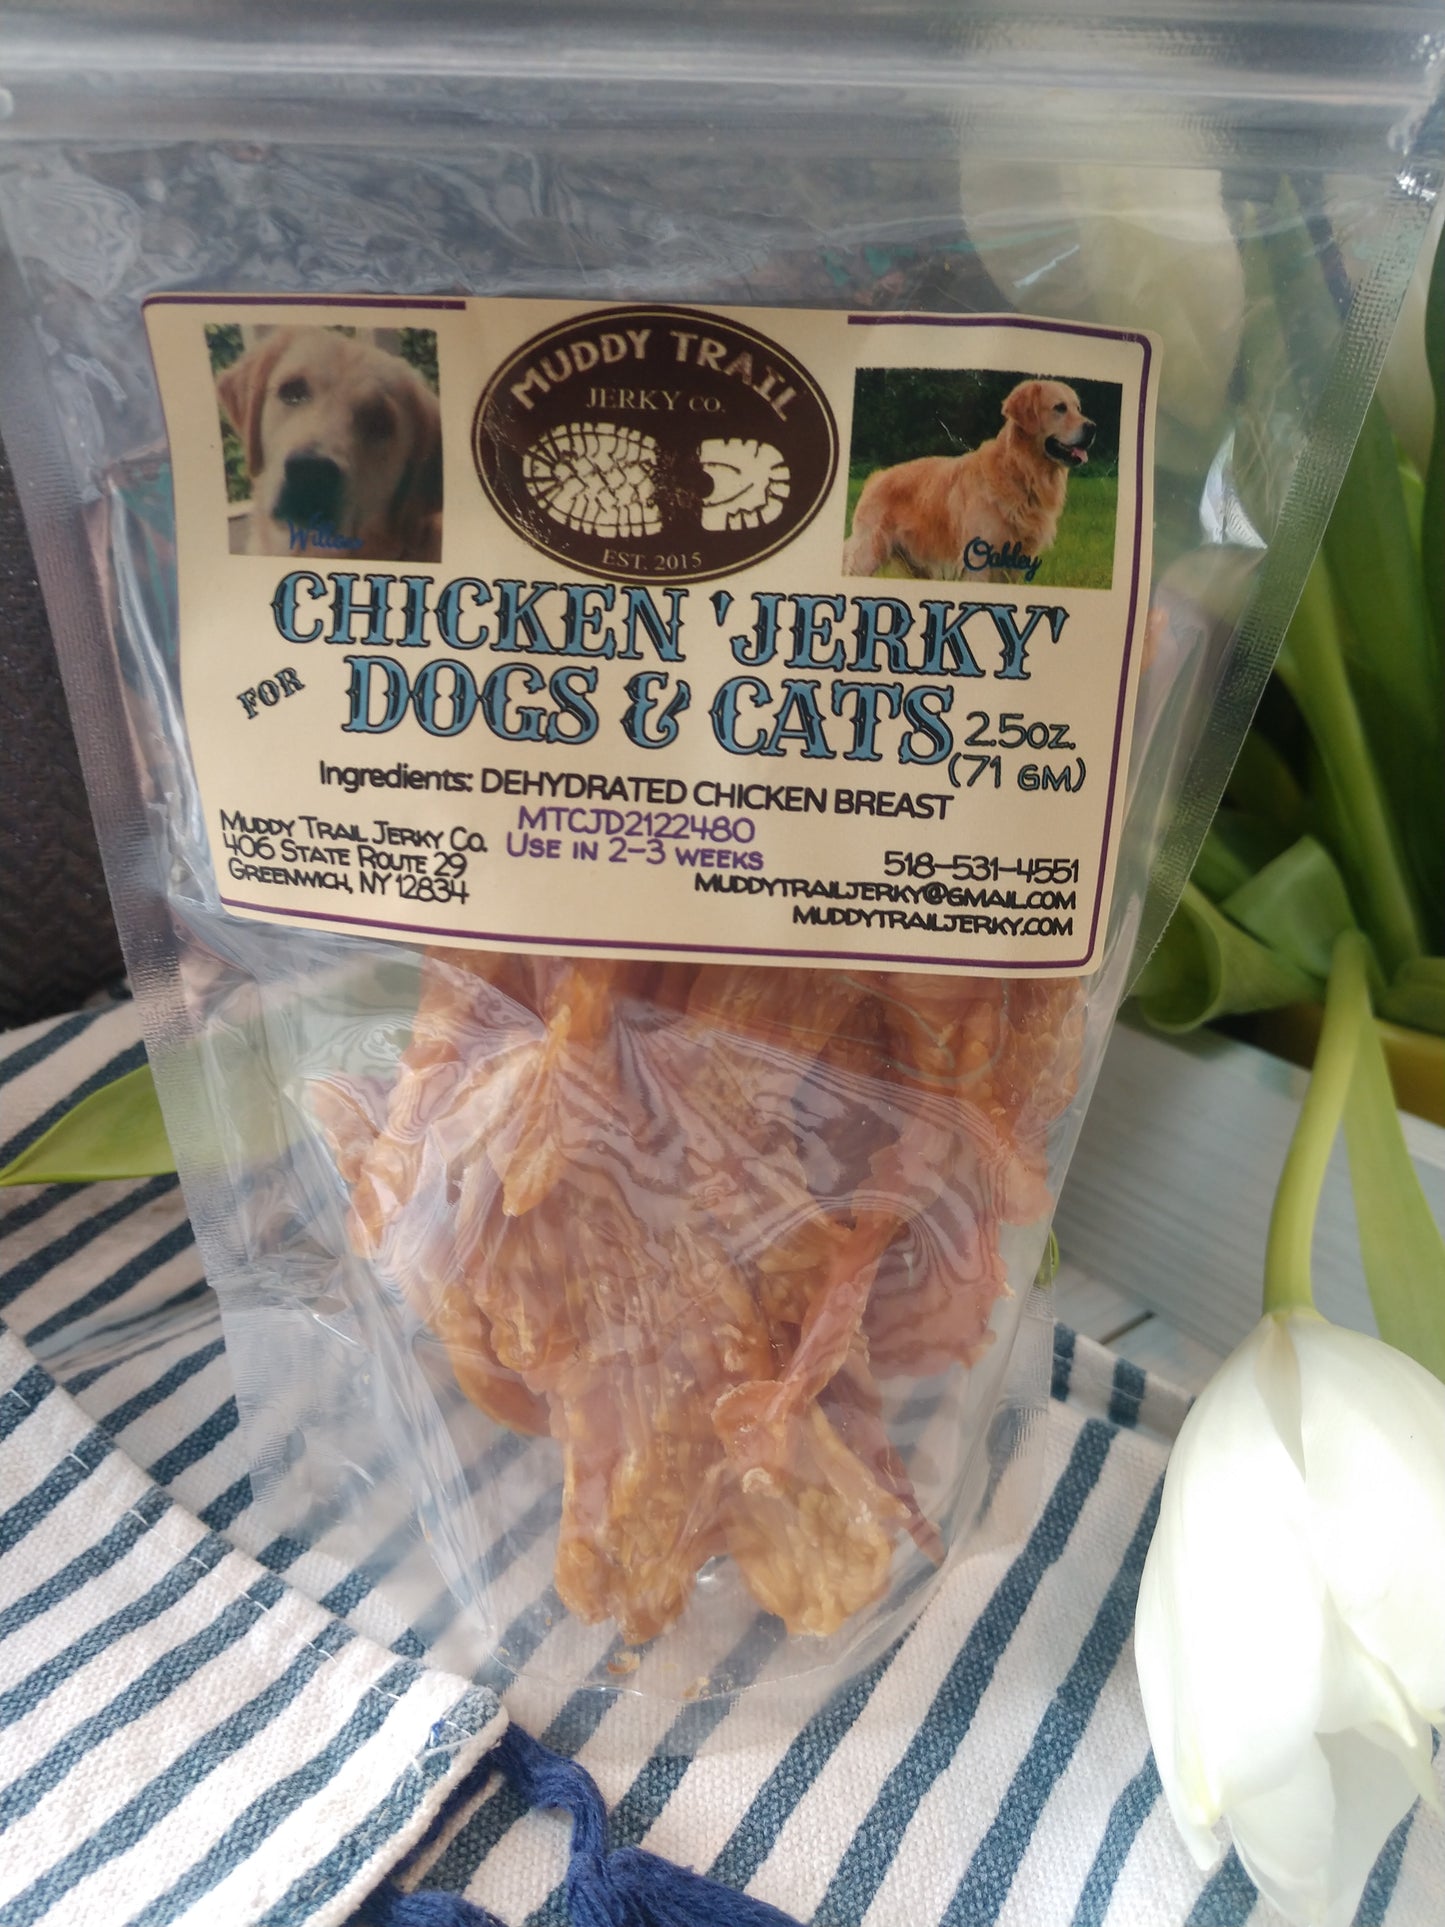 MUDDY TRAIL
JERKY CO.
EST. 2015
Willow
Oakley
CHICKEN 'JERKY'
FOR DOGS & CATS
2.5oz.
(71 GM)
Ingredients: DEHYDRATED CHICKEN BREAST
MTCJD2122480
USE IN 2-3 WEEKS
MUDDY TRAIL JERKY CO.
406 STATE ROUTE 29
GREENWICH, NY 12834
518-531-4551
MUDDYTRAILJERKY@GMAIL.COM
MUDDYTRAILJERKY.COM